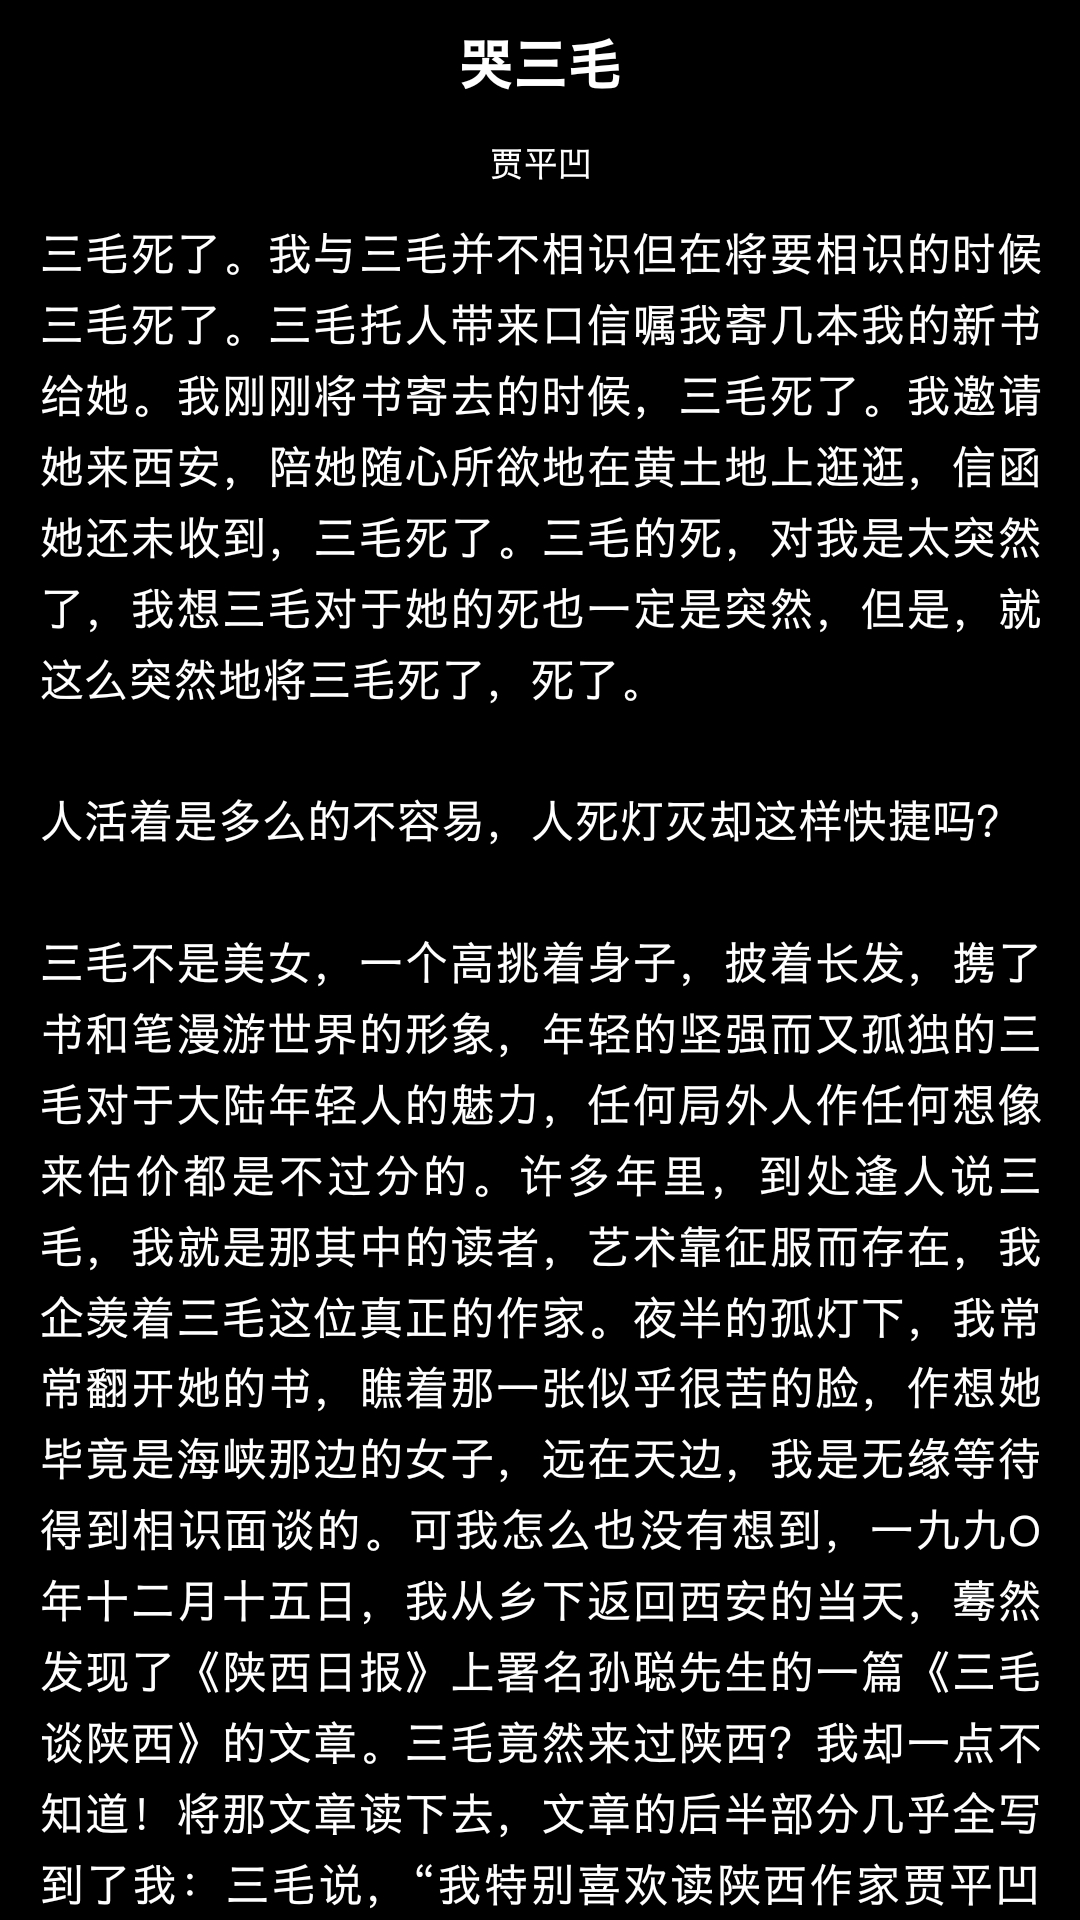 哭三毛
贾平凹
三毛死了。我与三毛并不相识但在将要相识的时候
三毛死了。三毛托人带来口信嘱我寄几本我的新书
给她。我刚刚将书寄去的时候，三毛死了。我邀请
她来西安，陪她随心所欲地在黄土地上逛逛，信函
她还未收到，三毛死了。三毛的死，对我是太突然
了，我想三毛对于她的死也一定是突然，但是，就
这么突然地将三毛死了，死了。
人活着是多么的不容易，人死灯灭却这样快捷吗？
三毛不是美女，一个高挑着身子，披着长发，携了
书和笔漫游世界的形象，年轻的坚强而又孤独的三
毛对于大陆年轻人的魅力，任何局外人作任何想像
来估价都是不过分的。许多年里，到处逢人说三
毛，我就是那其中的读者，艺术靠征服而存在，我
企羡着三毛这位真正的作家。夜半的孤灯下，我常
常翻开她的书，瞧着那一张似乎很苦的脸，作想她
毕竟是海峡那边的女子，远在天边，我是无缘等待
得到相识面谈的。可我怎么也没有想到，一九九O
年十二月十五日，我从乡下返回西安的当天，蓦然
发现了《陕西日报》上署名孙聪先生的一篇《三毛
谈陕西》的文章。三毛竟然来过陕西？我却一点不
知道！将那文章读下去，文章的后半部分几乎全写
到了我：三毛说，“我特别喜欢读陕西作家贾平凹